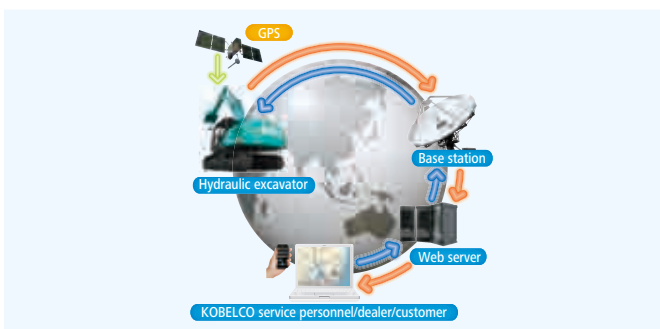 GPS
Hydraulic excavator
Base station
Web server
KOBELCO service personnel/dealer/customer